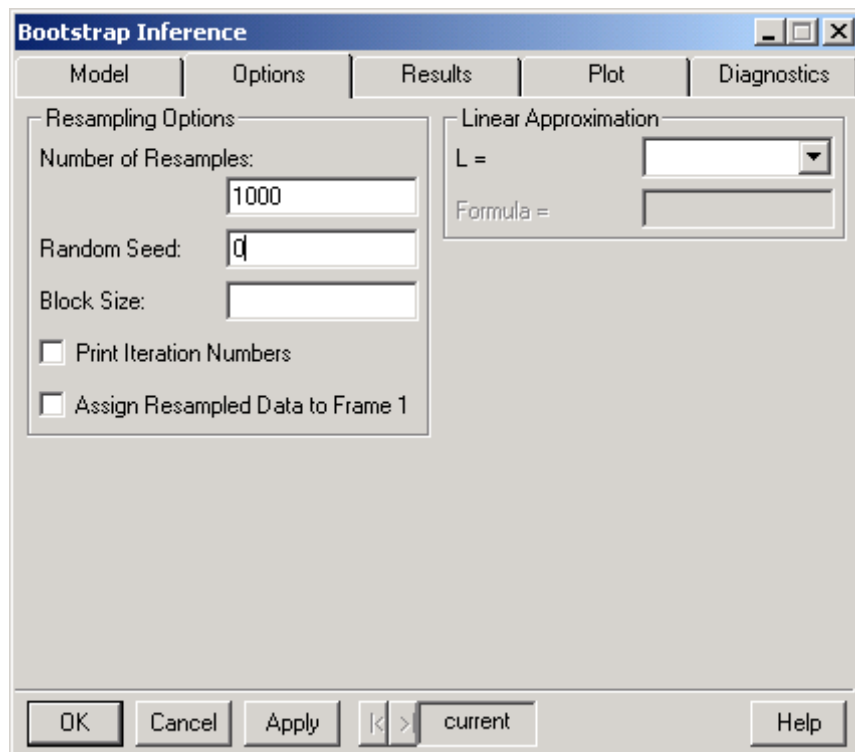 Bootstrap Inference
Model Options Results Plot Diagnostics
Resampling Options
Number of Resamples:
1000
Random Seed: 0
Block Size:
Print Iteration Numbers
Assign Resampled Data to Frame 1
Linear Approximation
L =
Formula =
OK Cancel Apply |< >| current Help